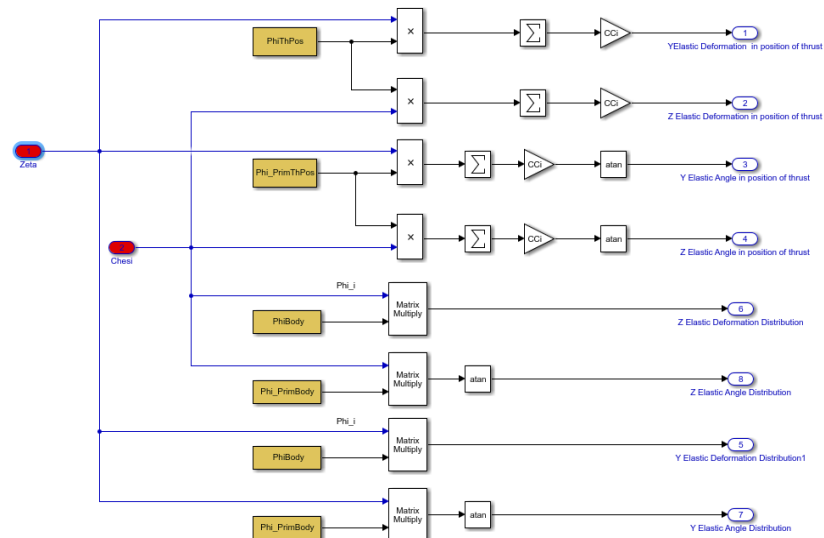 PhiThPos
×
∑
CCi
1
YElastic Deformation in position of thrust
×
∑
CCi
2
Z Elastic Deformation in position of thrust
1
Zeta
Phi_PrimThPos
×
∑
CCi
atan
3
Y Elastic Angle in position of thrust
2
Chesi
×
∑
CCi
atan
4
Z Elastic Angle in position of thrust
Phi_i
PhiBody
Matrix
Multiply
6
Z Elastic Deformation Distribution
Phi_PrimBody
Matrix
Multiply
atan
8
Z Elastic Angle Distribution
Phi_i
PhiBody
Matrix
Multiply
5
Y Elastic Deformation Distribution1
Phi_PrimBody
Matrix
Multiply
atan
7
Y Elastic Angle Distribution